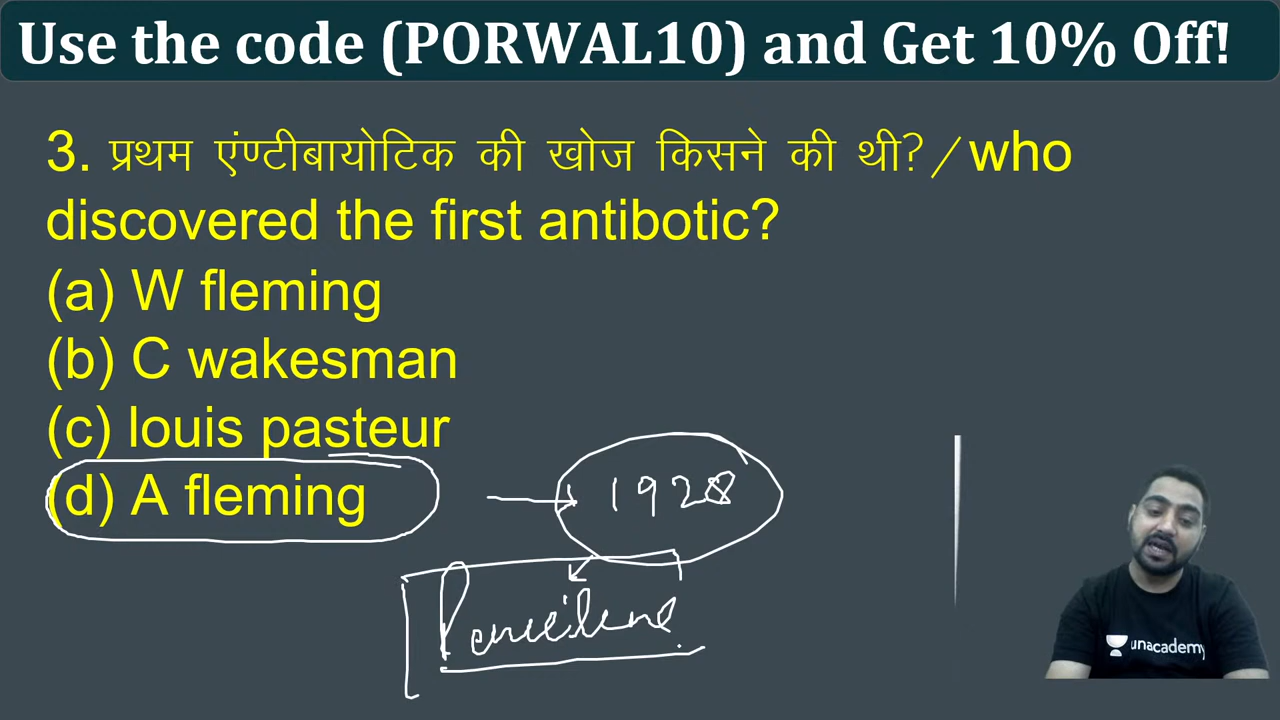 Use the code (PORWAL10) and Get 10% Off!
3. प्रथम एंण्टीबायोटिक की खोज किसने की थी?/who
discovered the first antibotic?
(a) W fleming
(b) C wakesman
(c) louis pasteur
(d) A fleming
1928
unacademy